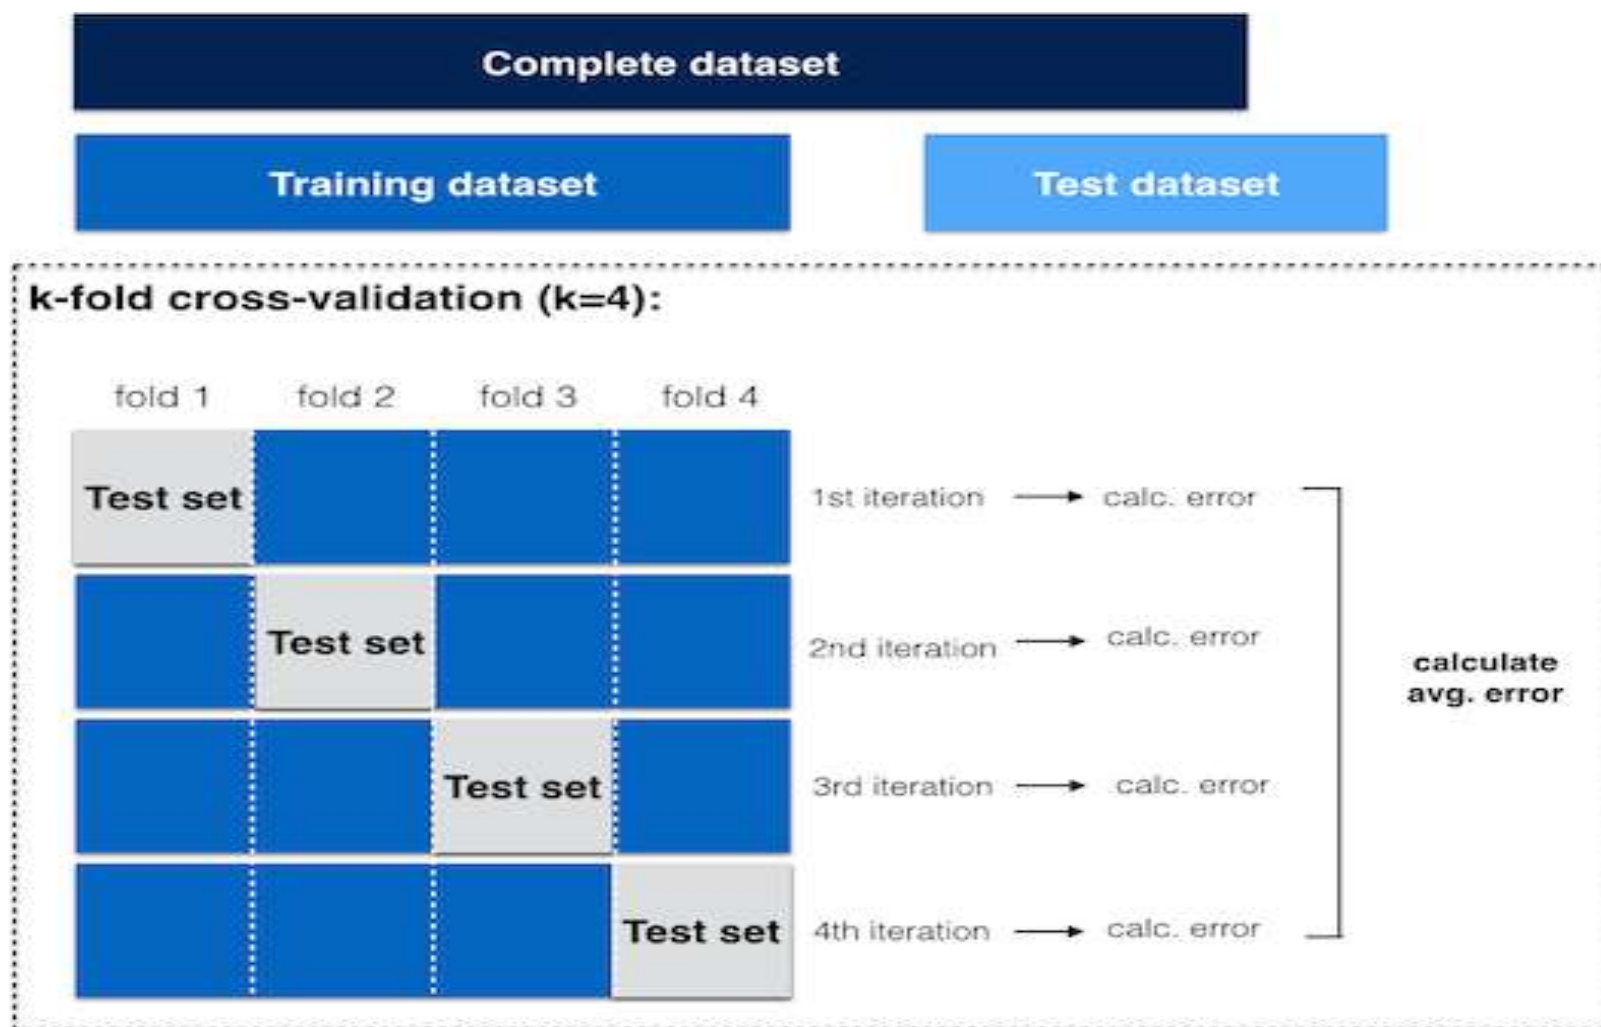 Complete dataset
Training dataset
Test dataset
k-fold cross-validation (k=4):
fold 1
fold 2
fold 3
fold 4
Test set
1st iteration
calc. error
Test set
2nd iteration
calc. error
calculate
avg. error
Test set
3rd iteration
calc. error
Test set
4th iteration
calc. error